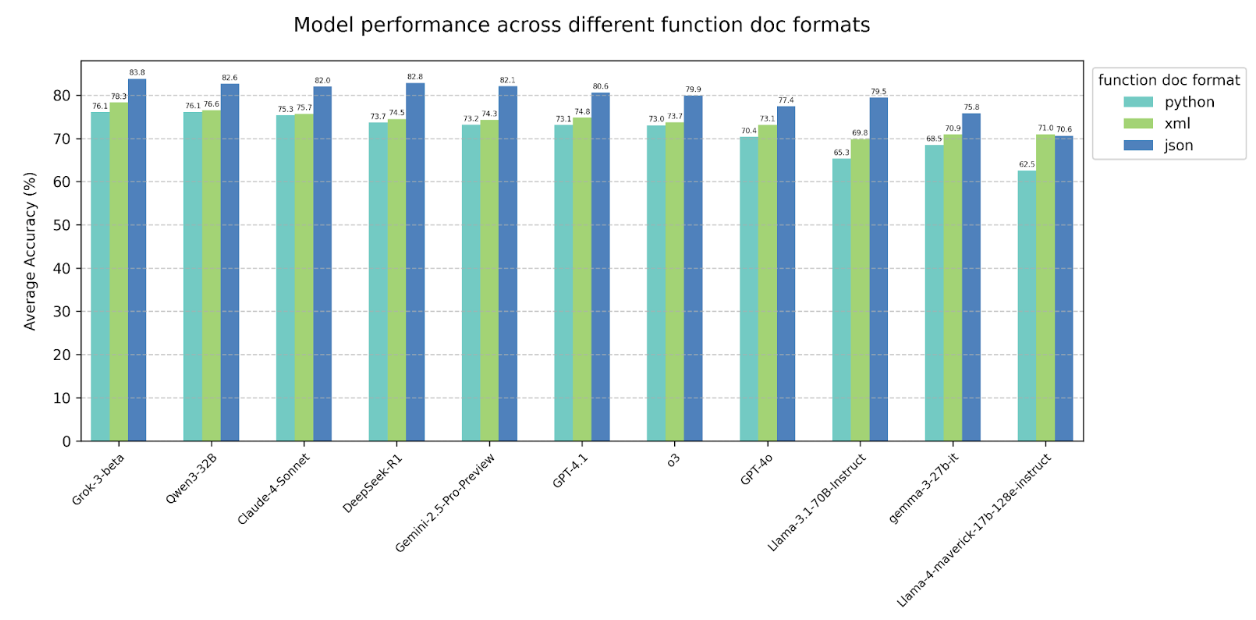 Model performance across different function doc formats
function doc format
python
xml
json
Average Accuracy (%)
80
70
60
50
40
30
20
10
0
76.1 78.3 83.8
76.1 76.6 82.6
75.3 75.7 82.0
73.7 74.5 82.8
73.2 74.3 82.1
73.1 74.8 80.6
73.0 73.7 79.9
70.4 73.1 77.4
65.3 69.8 79.5
68.5 70.9 75.8
62.5 71.0 70.6
Grok-3-beta
Qwen3-32B
Claude-4-Sonnet
DeepSeek-R1
Gemini-2.5-Pro-Preview
GPT-4.1
o3
GPT-4o
Llama-3.1-70B-Instruct
gemma-3-27b-it
Llama-4-maverick-17b-128e-instruct